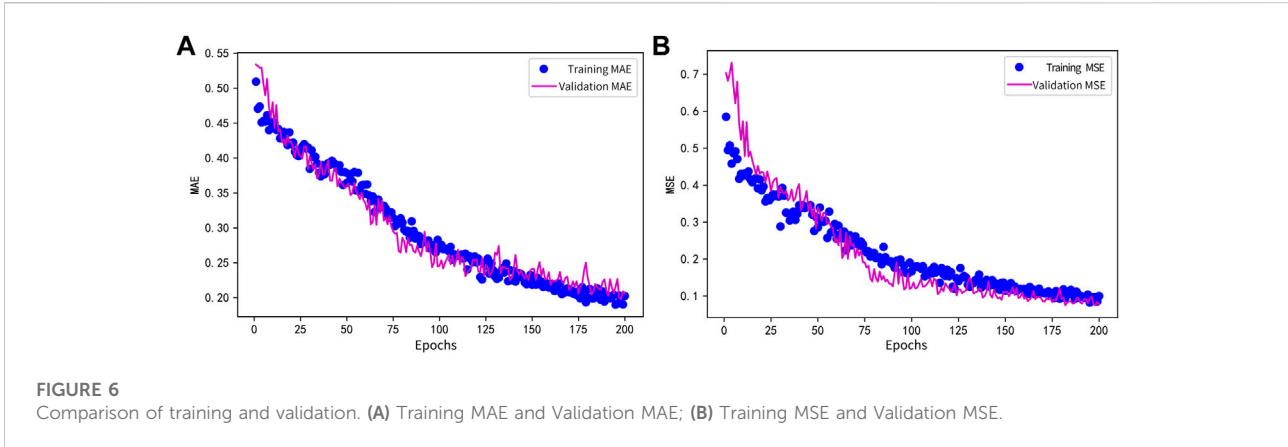 A
B
0. 55
0. 50
0. 45
0. 40
0. 35
0. 30
0. 25
0. 20
MAE
Training MAE
Validation MAE
0 25 50 75 100 125 150 175 200
Epochs
0. 7
0. 6
0. 5
0. 4
0. 3
0. 2
0. 1
MSE
Training MSE
Validation MSE
0 25 50 75 100 125 150 175 200
Epochs
FIGURE 6
Comparison of training and validation. (A) Training MAE and Validation MAE; (B) Training MSE and Validation MSE.